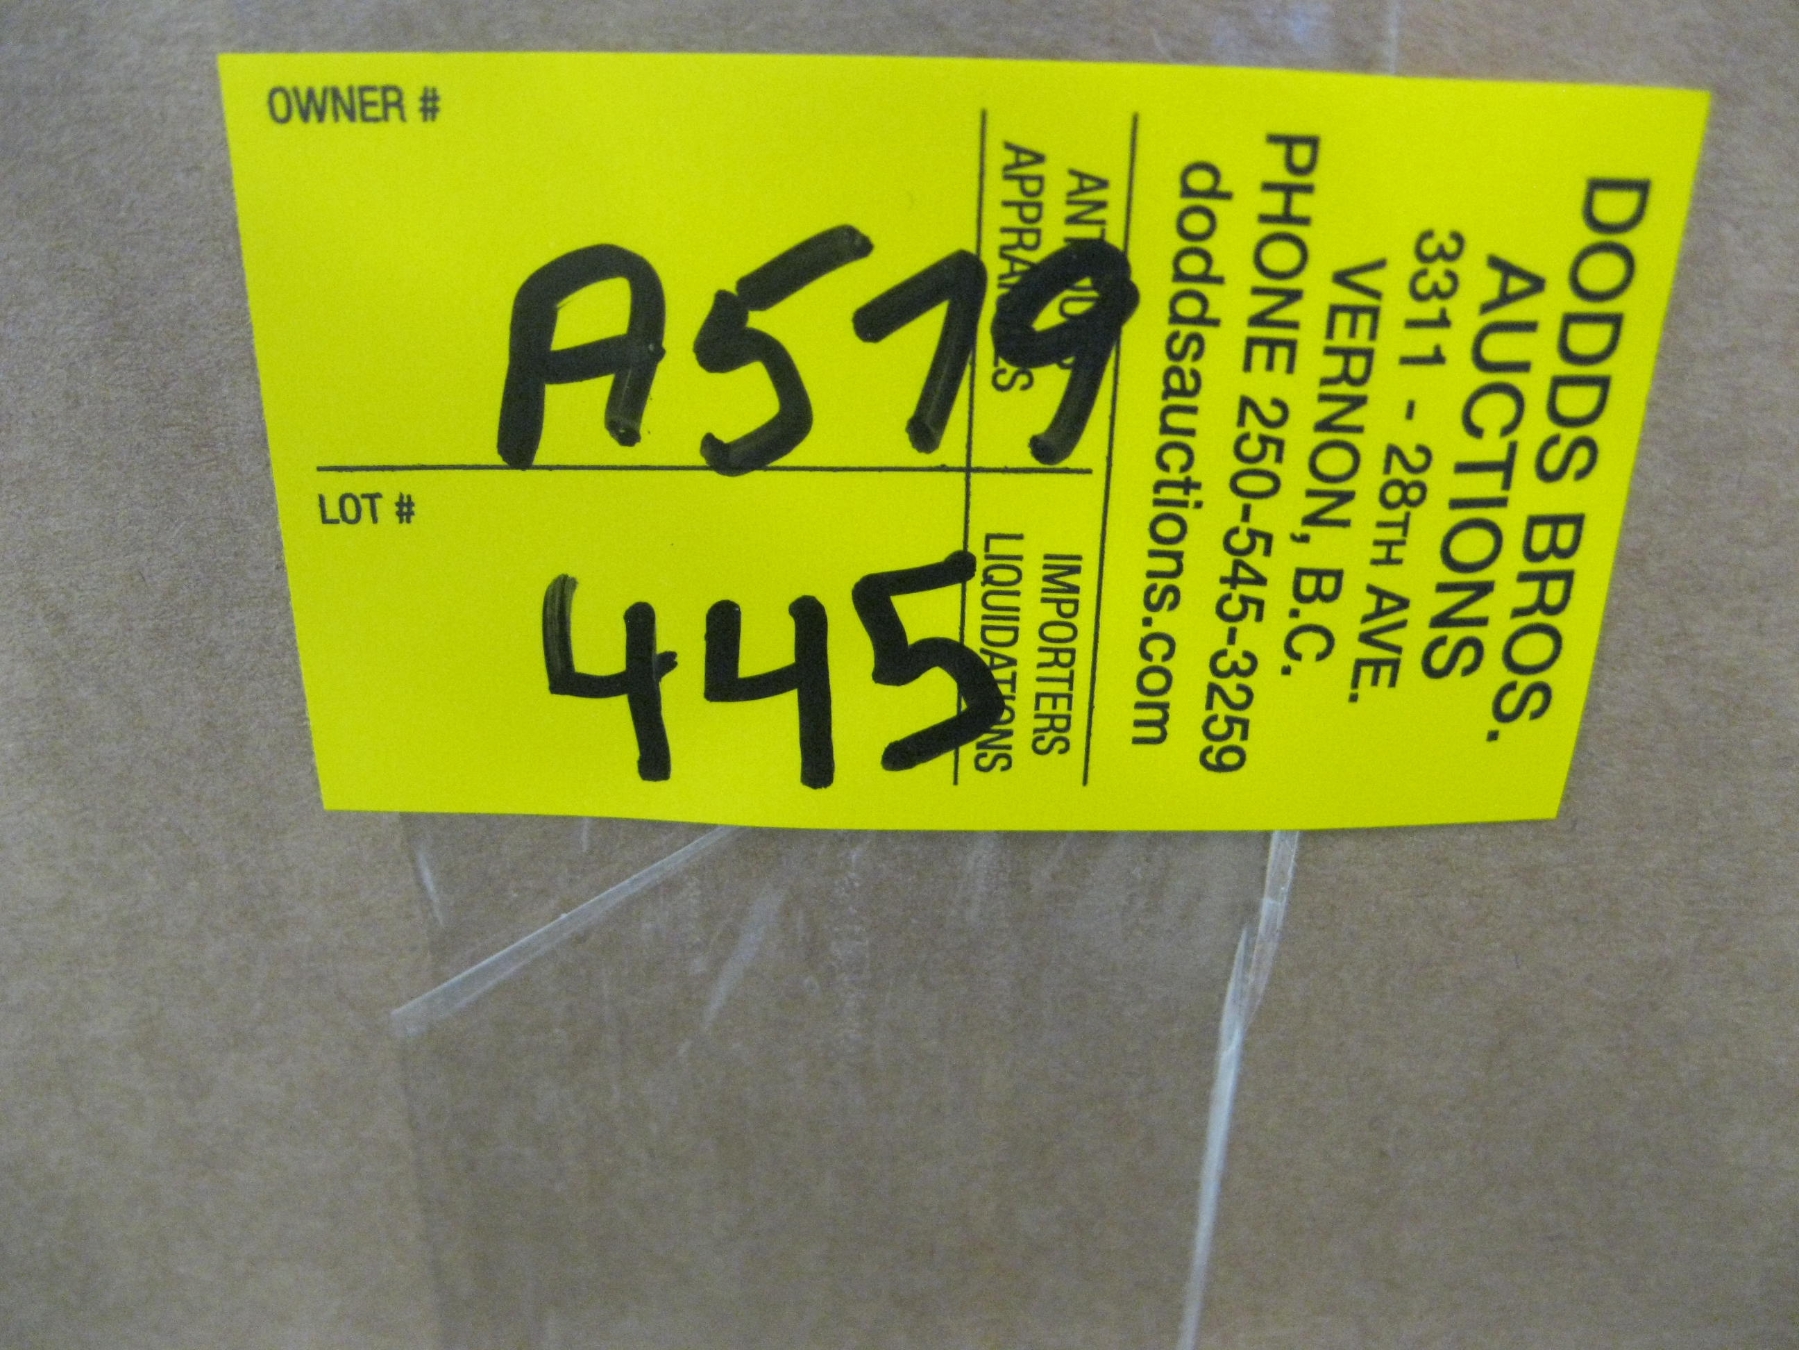 OWNER #
A519
LOT #
445
DODDS BROS.
AUCTIONS
3311 - 28TH AVE.
VERNON, B.C.
PHONE 250-545-3259
doddsauctions.com
IMPORTERS
LIQUIDATIONS